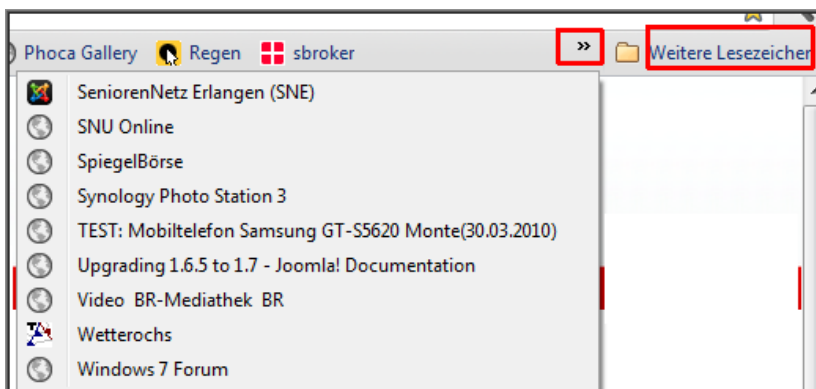 Phoca Gallery Regen sbroker » Weitere Lesezeichen
SeniorenNetz Erlangen (SNE)
SNU Online
SpiegelBörse
Synology Photo Station 3
TEST: Mobiltelefon Samsung GT-S5620 Monte(30.03.2010)
Upgrading 1.6.5 to 1.7 - Joomla! Documentation
Video BR-Mediathek BR
Wetterochs
Windows 7 Forum